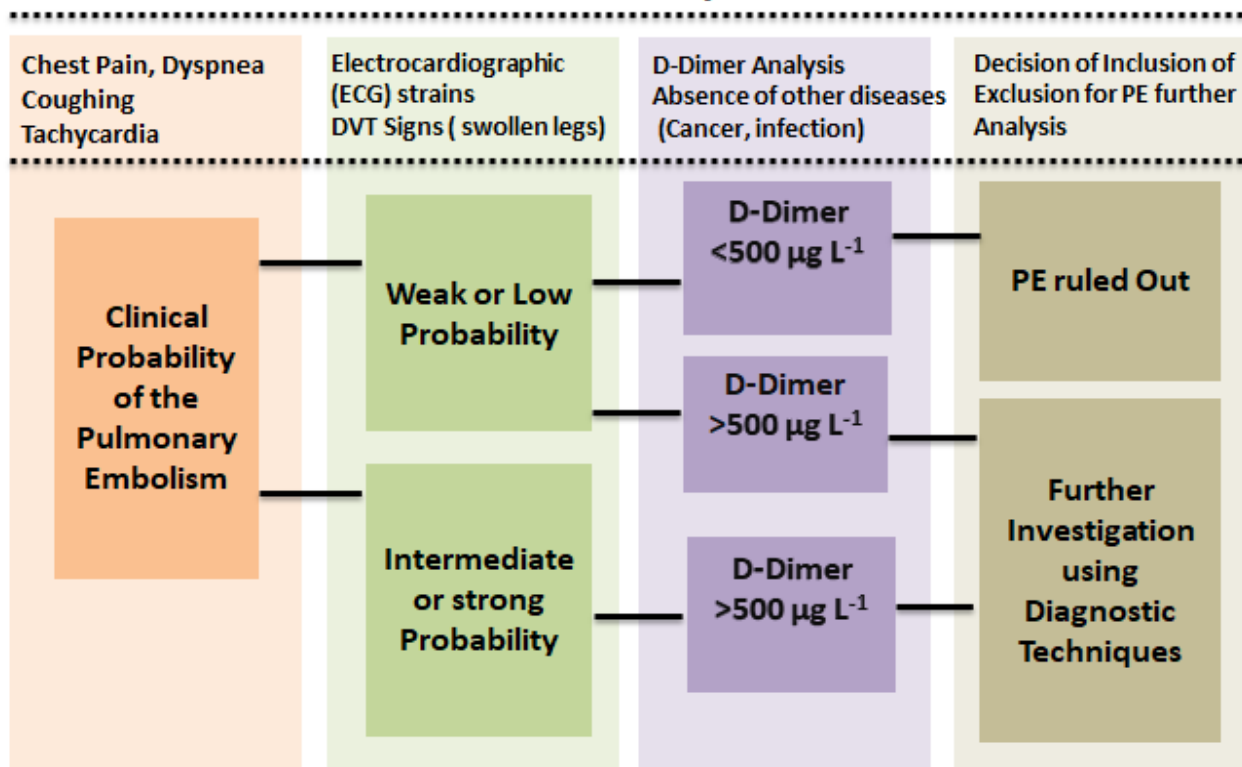 Chest Pain, Dyspnea
Coughing
Tachycardia
Electrocardiographic
(ECG) strains
DVT Signs ( swollen legs)
D-Dimer Analysis
Absence of other diseases
(Cancer, infection)
Decision of Inclusion of
Exclusion for PE further
Analysis
Clinical
Probability
of the
Pulmonary
Embolism
Weak or Low
Probability
Intermediate
or strong
Probability
D-Dimer
<500 µg L⁻¹
D-Dimer
>500 µg L⁻¹
D-Dimer
>500 µg L⁻¹
PE ruled Out
Further
Investigation
using
Diagnostic
Techniques